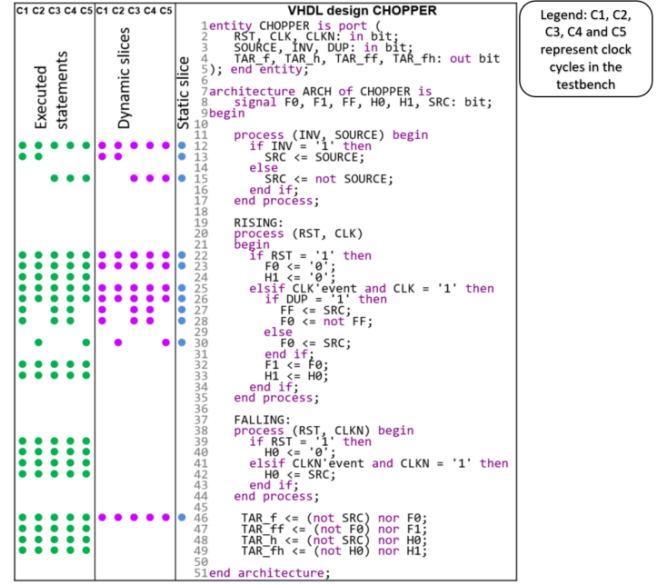 C1 C2 C3 C4 C5 C1 C2 C3 C4 C5 VHDL design CHOPPER
Executed statements
Dynamic slices
Static slice
1 entity CHOPPER is port (
2 RST, CLK, CLKN: in bit;
3 SOURCE, INV, DUP: in bit;
4 TAR_f, TAR_h, TAR_ff, TAR_fh: out bit
5 ); end entity;
6
7 architecture ARCH of CHOPPER is
8 signal F0, F1, FF, H0, H1, SRC: bit;
9 begin
10
11 process (INV, SOURCE) begin
12 if INV = '1' then
13 SRC <= SOURCE;
14 else
15 SRC <= not SOURCE;
16 end if;
17 end process;
18
19 RISING:
20 process (RST, CLK)
21 begin
22 if RST = '1' then
23 F0 <= '0';
24 H1 <= '0';
25 elsif CLK'event and CLK = '1' then
26 if DUP = '1' then
27 FF <= SRC;
28 F0 <= not FF;
29 else
30 F0 <= SRC;
31 end if;
32 F1 <= F0;
33 H1 <= H0;
34 end if;
35 end process;
36
37 FALLING:
38 process (RST, CLKN) begin
39 if RST = '1' then
40 H0 <= '0';
41 elsif CLKN'event and CLKN = '1' then
42 H0 <= SRC;
43 end if;
44 end process;
45
46 TAR_f <= (not SRC) nor F0;
47 TAR_ff <= (not F0) nor F1;
48 TAR_h <= (not SRC) nor H0;
49 TAR_fh <= (not H0) nor H1;
50
51 end architecture;
Legend: C1, C2,
C3, C4 and C5
represent clock
cycles in the
testbench